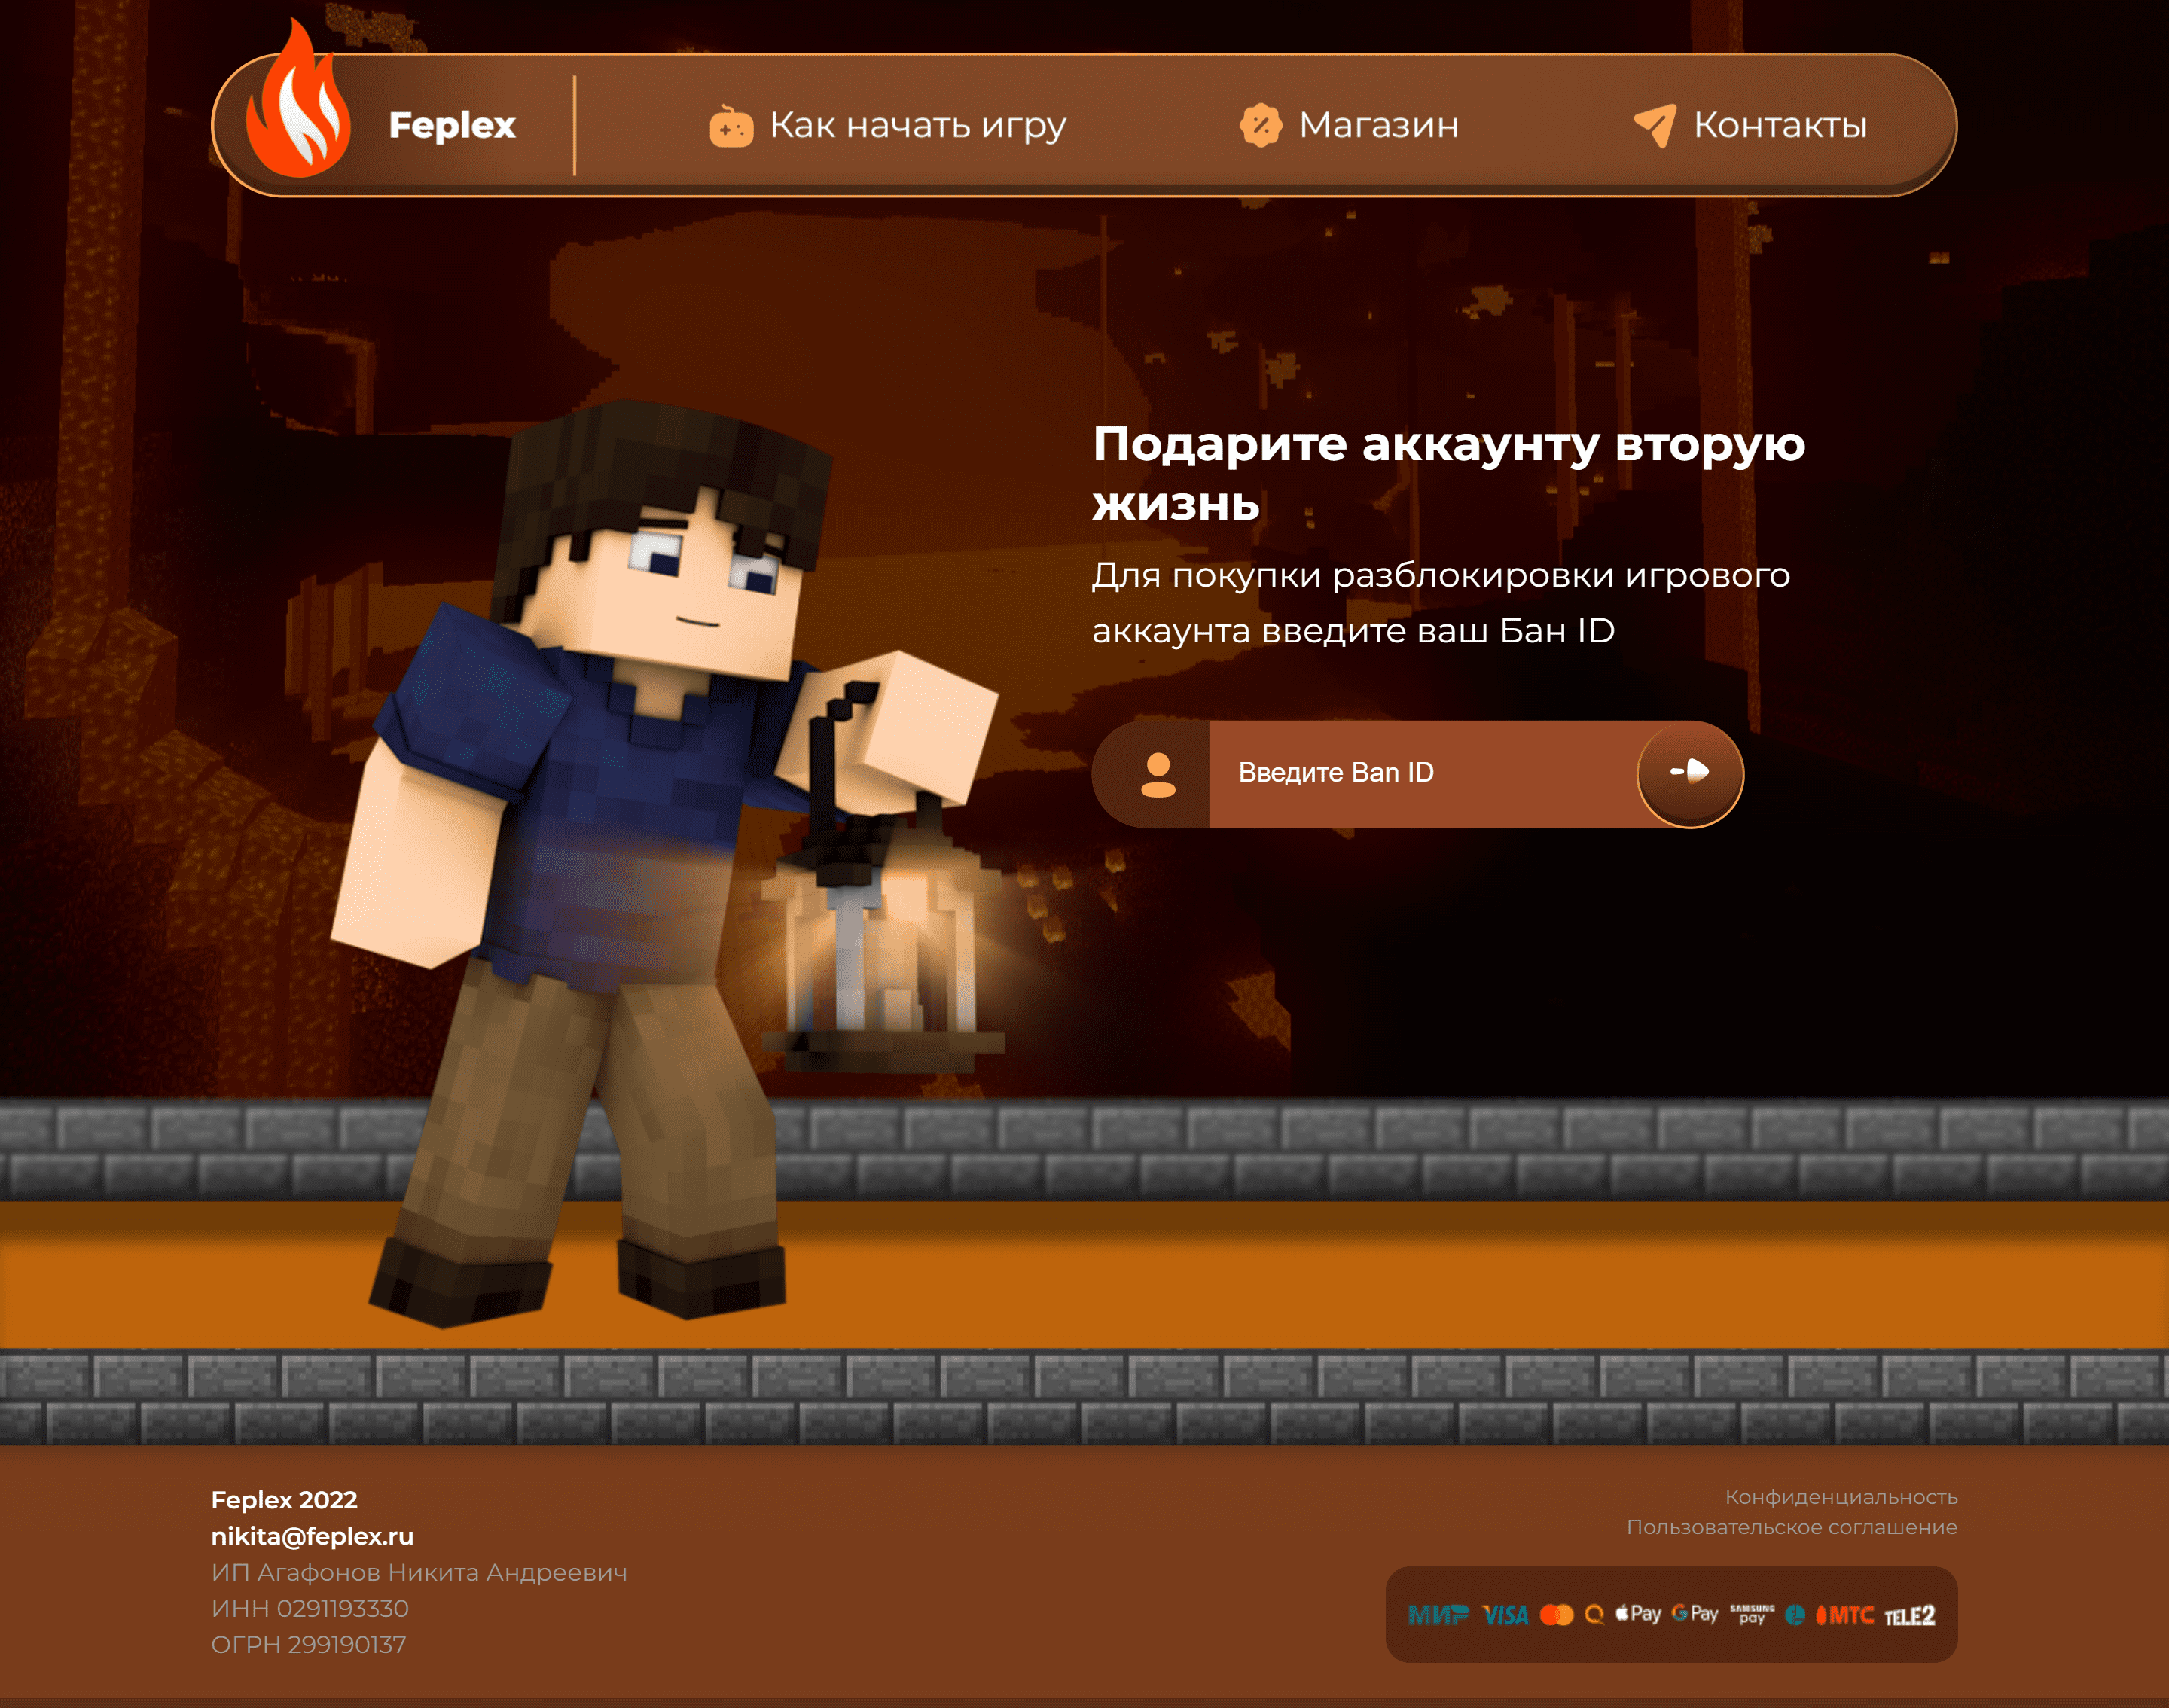 Feplex
Как начать игру
Магазин
Контакты
Подарите аккаунту вторую
жизнь
Для покупки разблокировки игрового
аккаунта введите ваш Бан ID
Введите Ban ID
Feplex 2022
nikita@feplex.ru
ИП Агафонов Никита Андреевич
ИНН 0291193330
ОГРН 299190137
Конфиденциальность
Пользовательское соглашение
МИР VISA Pay G Pay SAMSUNG pay МТС TELE2